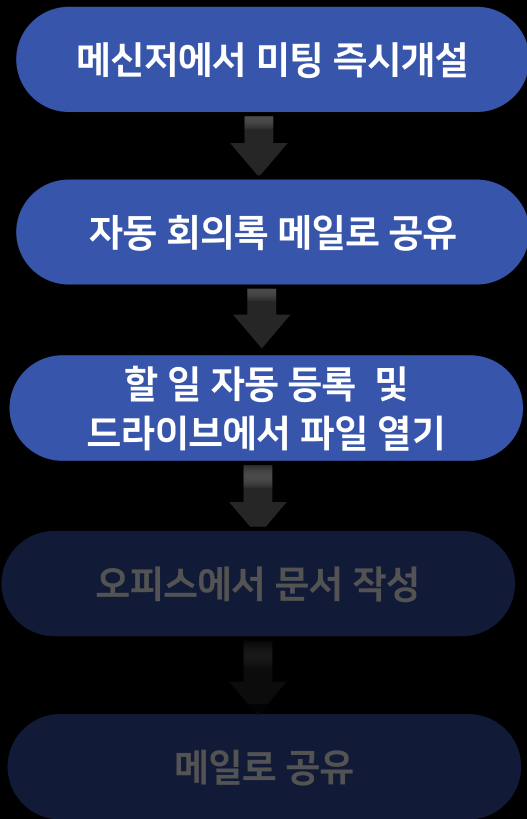 메신저에서 미팅 즉시개설
자동 회의록 메일로 공유
할 일 자동 등록 및
드라이브에서 파일 열기
오피스에서 문서 작성
메일로 공유